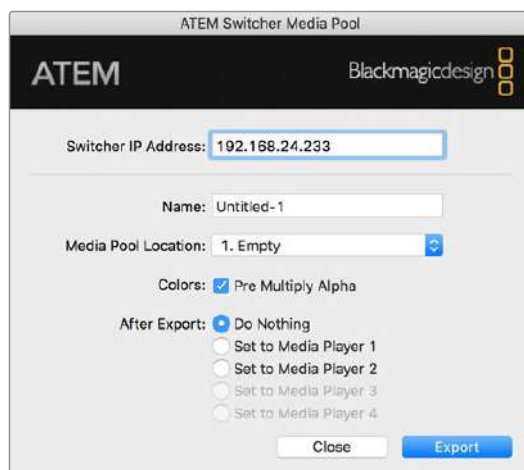 ATEM Switcher Media Pool
ATEM
Blackmagicdesign
Switcher IP Address: 192.168.24.233
Name: Untitled-1
Media Pool Location: 1. Empty
Colors: Pre Multiply Alpha
After Export: Do Nothing
Set to Media Player 1
Set to Media Player 2
Set to Media Player 3
Set to Media Player 4
Close Export